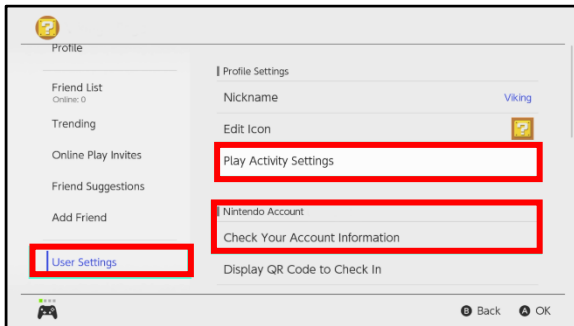 Profile
Friend List
Online: 0
Trending
Online Play Invites
Friend Suggestions
Add Friend
User Settings
Profile Settings
Nickname Viking
Edit Icon
Play Activity Settings
Nintendo Account
Check Your Account Information
Display QR Code to Check In
B Back A OK